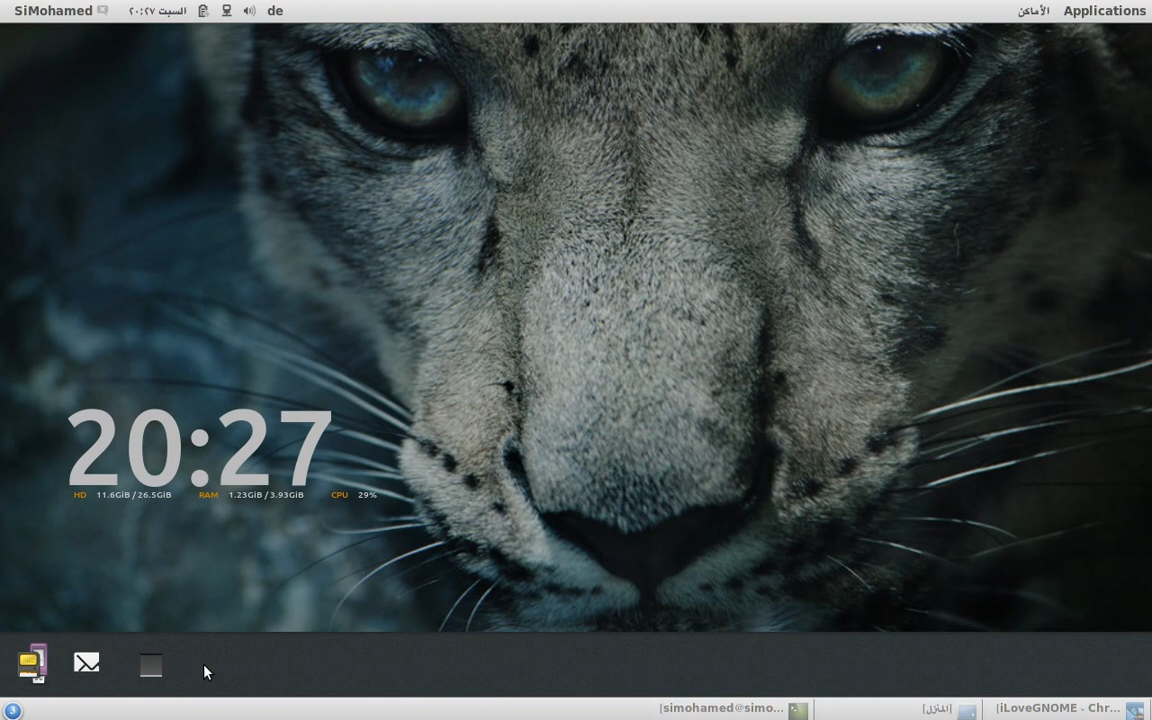 SiMohamed
السبت ٢٠:٢٧
de
الأماكن
Applications
20:27
HD 11.6GiB / 26.5GiB RAM 1.23GiB / 3.93GiB CPU 29%
3
[simohamed@simo...
[المنزل]
[iLoveGNOME - Chr...